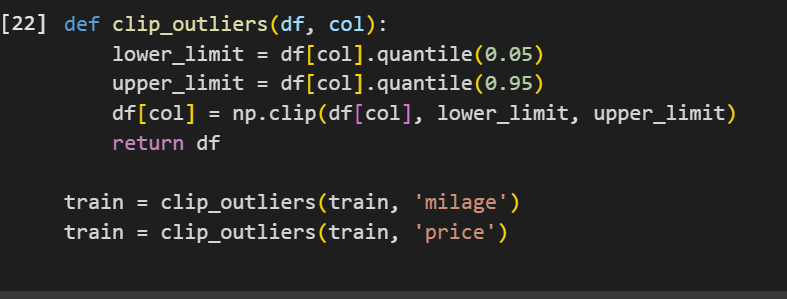 [22] def clip_outliers(df, col):
    lower_limit = df[col].quantile(0.05)
    upper_limit = df[col].quantile(0.95)
    df[col] = np.clip(df[col], lower_limit, upper_limit)
    return df

train = clip_outliers(train, 'milage')
train = clip_outliers(train, 'price')